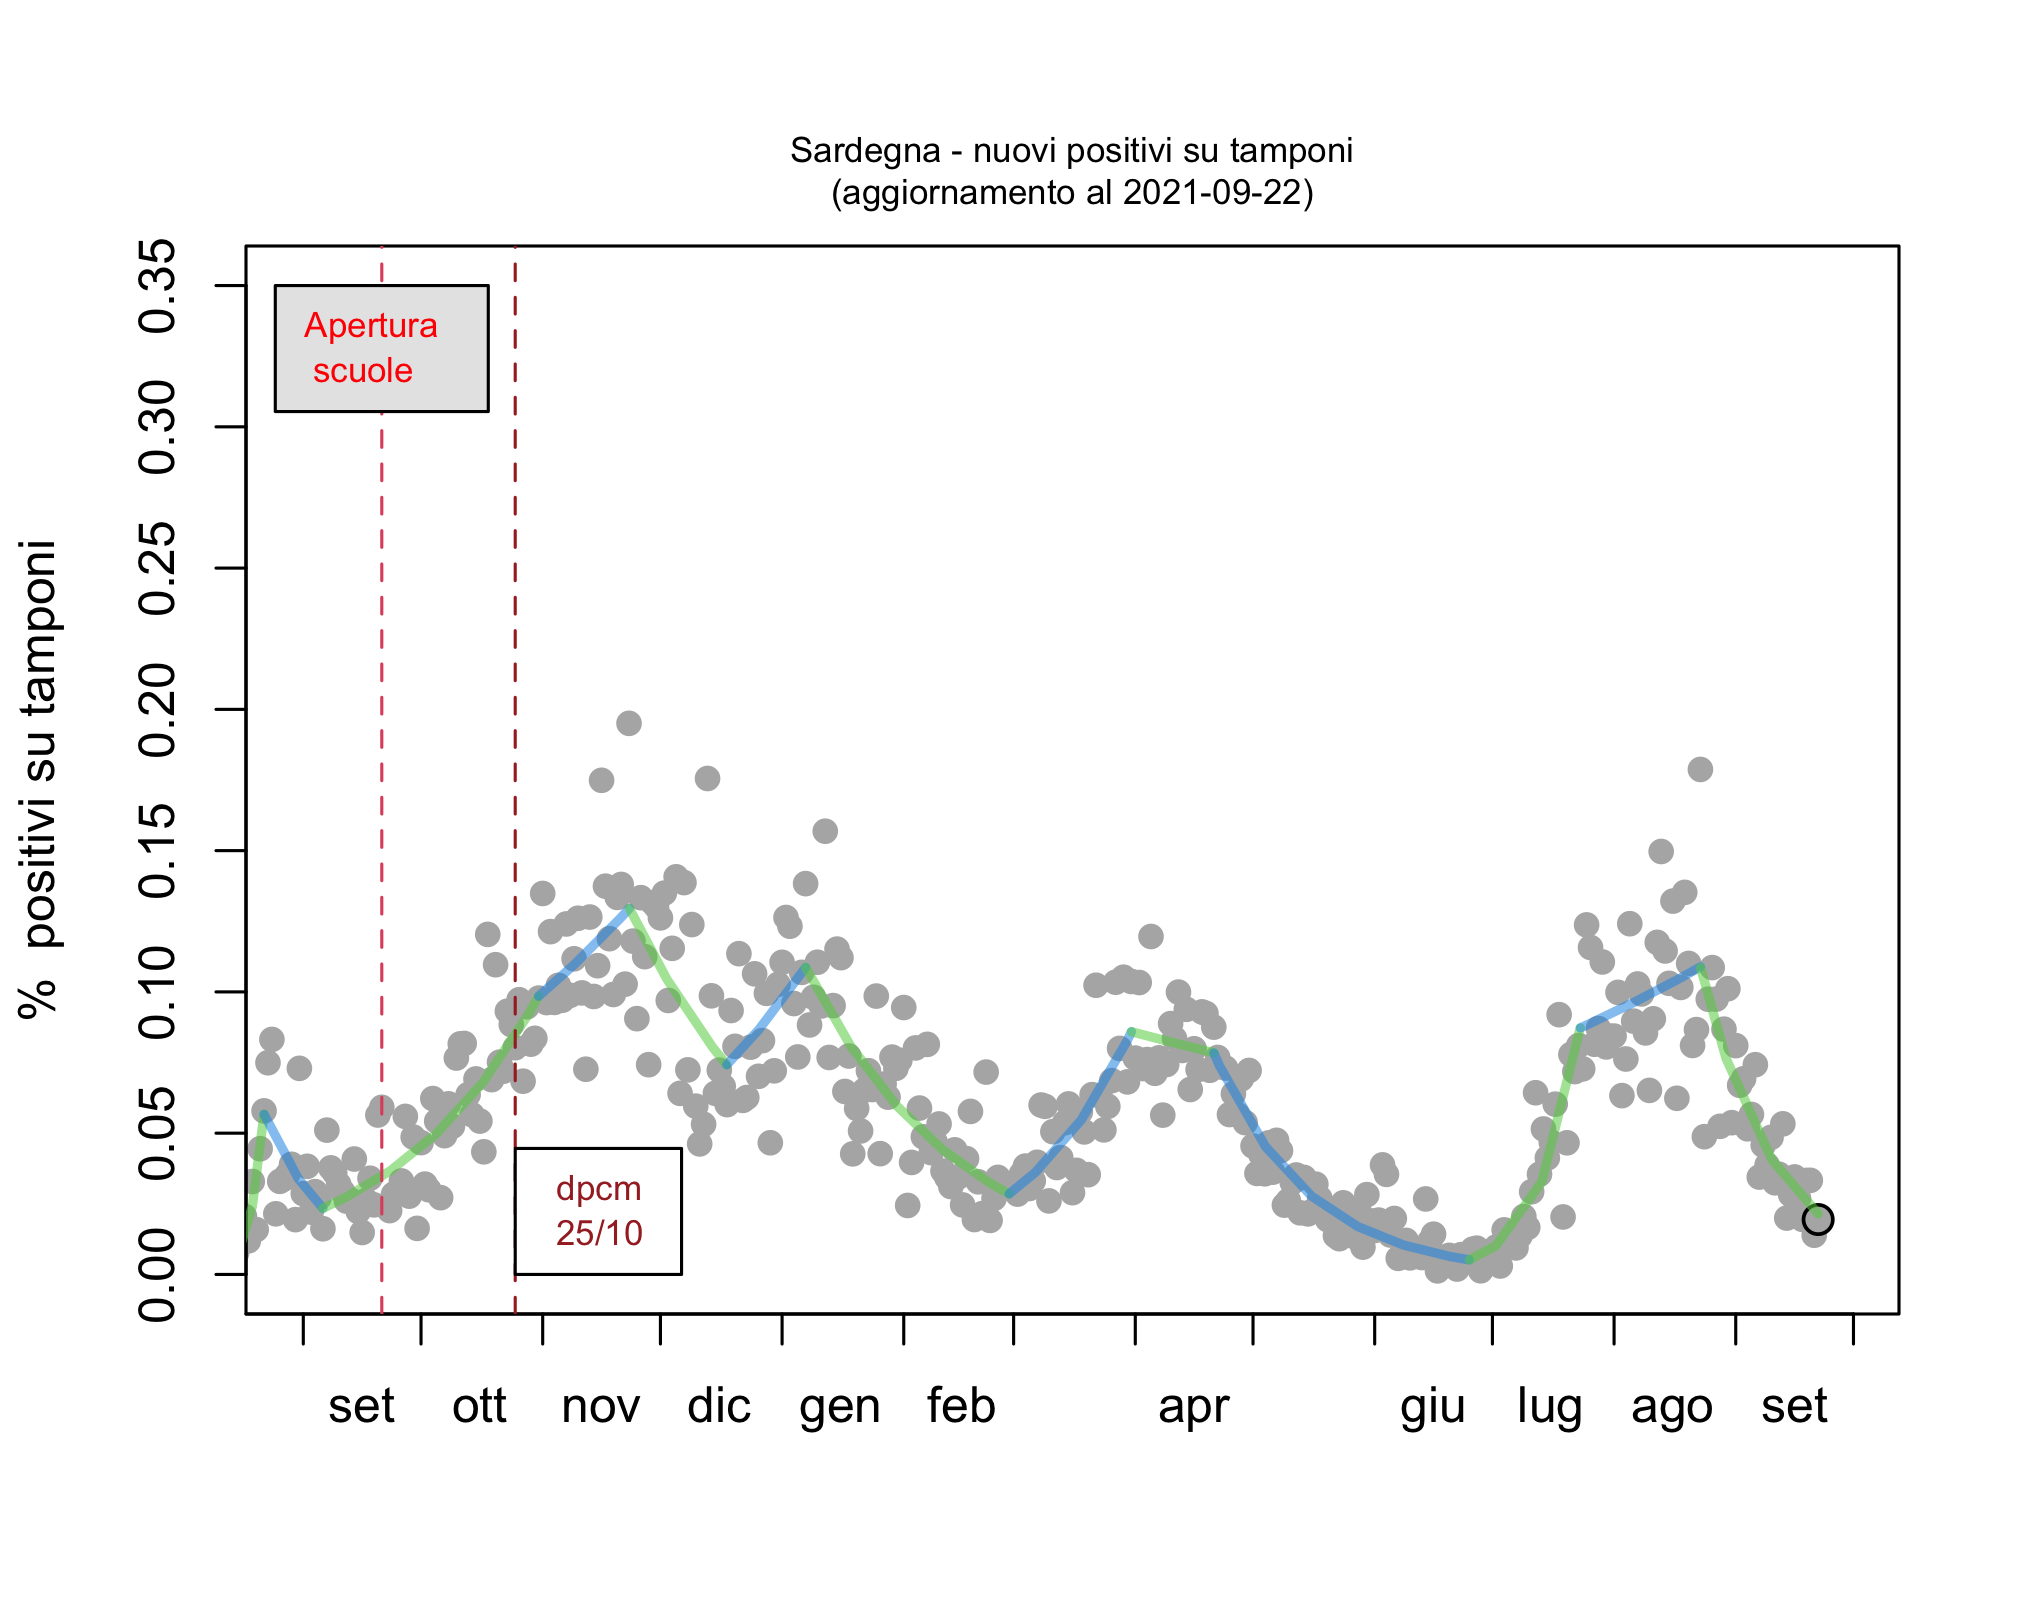 Sardegna - nuovi positivi su tamponi
(aggiornamento al 2021-09-22)
% positivi su tamponi
0.35
0.30
0.25
0.20
0.15
0.10
0.05
0.00
Apertura
scuole
dpcm
25/10
set ott nov dic gen feb apr giu lug ago set